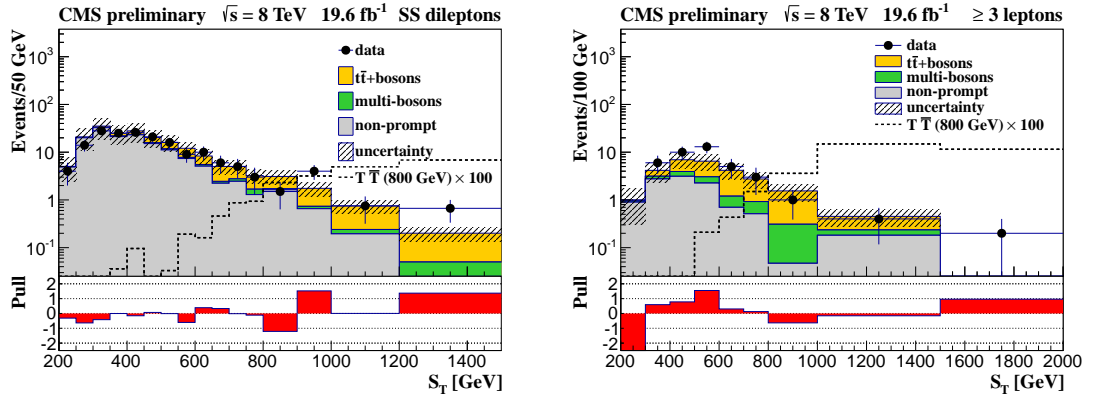 CMS preliminary √s = 8 TeV 19.6 fb⁻¹ SS dileptons
Events/50 GeV
10³
10²
10
1
10⁻¹
data
tt̄+bosons
multi-bosons
non-prompt
uncertainty
T T̄ (800 GeV) × 100
Pull
2
1
0
-1
-2
200 400 600 800 1000 1200 1400
S_T [GeV]
CMS preliminary √s = 8 TeV 19.6 fb⁻¹ ≥ 3 leptons
Events/100 GeV
10³
10²
10
1
10⁻¹
data
tt̄+bosons
multi-bosons
non-prompt
uncertainty
T T̄ (800 GeV) × 100
Pull
2
1
0
-1
-2
200 400 600 800 1000 1200 1400 1600 1800 2000
S_T [GeV]